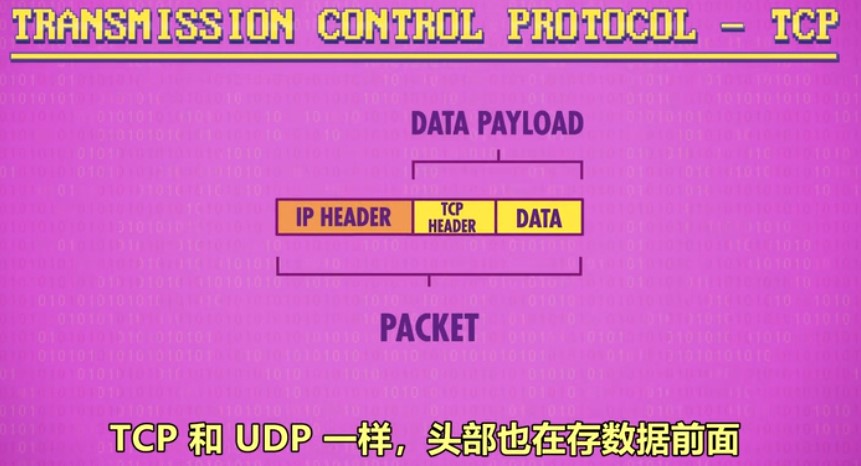 TRANSMISSION CONTROL PROTOCOL - TCP
DATA PAYLOAD
IP HEADER
TCP
HEADER
DATA
PACKET
TCP 和 UDP 一样，头部也在存数据前面